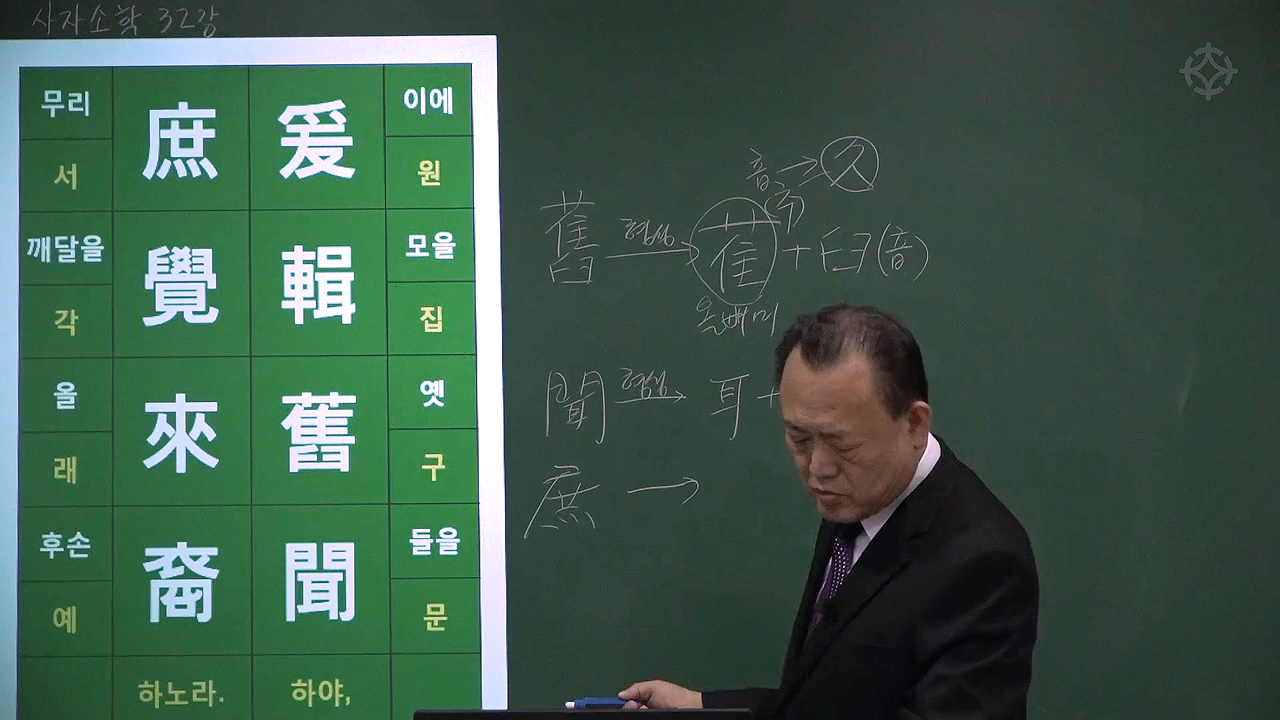 사자소학 32강
무리 庶 爰 이에
서 원
깨달을 覺 輯 모을
각 집
올 來 舊 옛
래 구
후손 裔 聞 들을
예 문
하노라. 하야,
音 → 久
舊 형성 → 萑 (추) + 臼 (音)
올빼미
聞 형성 → 耳 +
庶 →